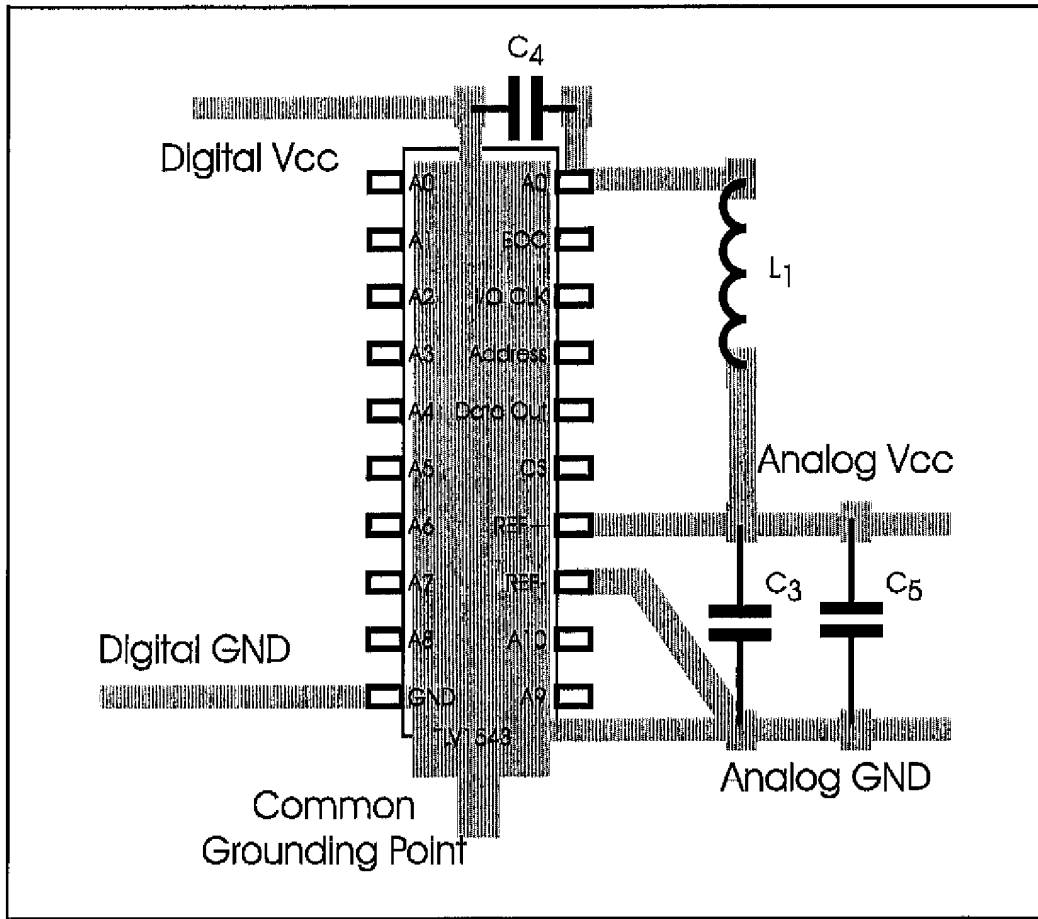 C4
Digital Vcc
A0 A0
A1 EOC
A2 I/O CLK
A3 Address
A4 Data Out
L1
A5 CS
Analog Vcc
A6 REF+
A7 REF-
C3 C5
A8 A10
Digital GND
GND A9
Analog GND
Common
Grounding Point